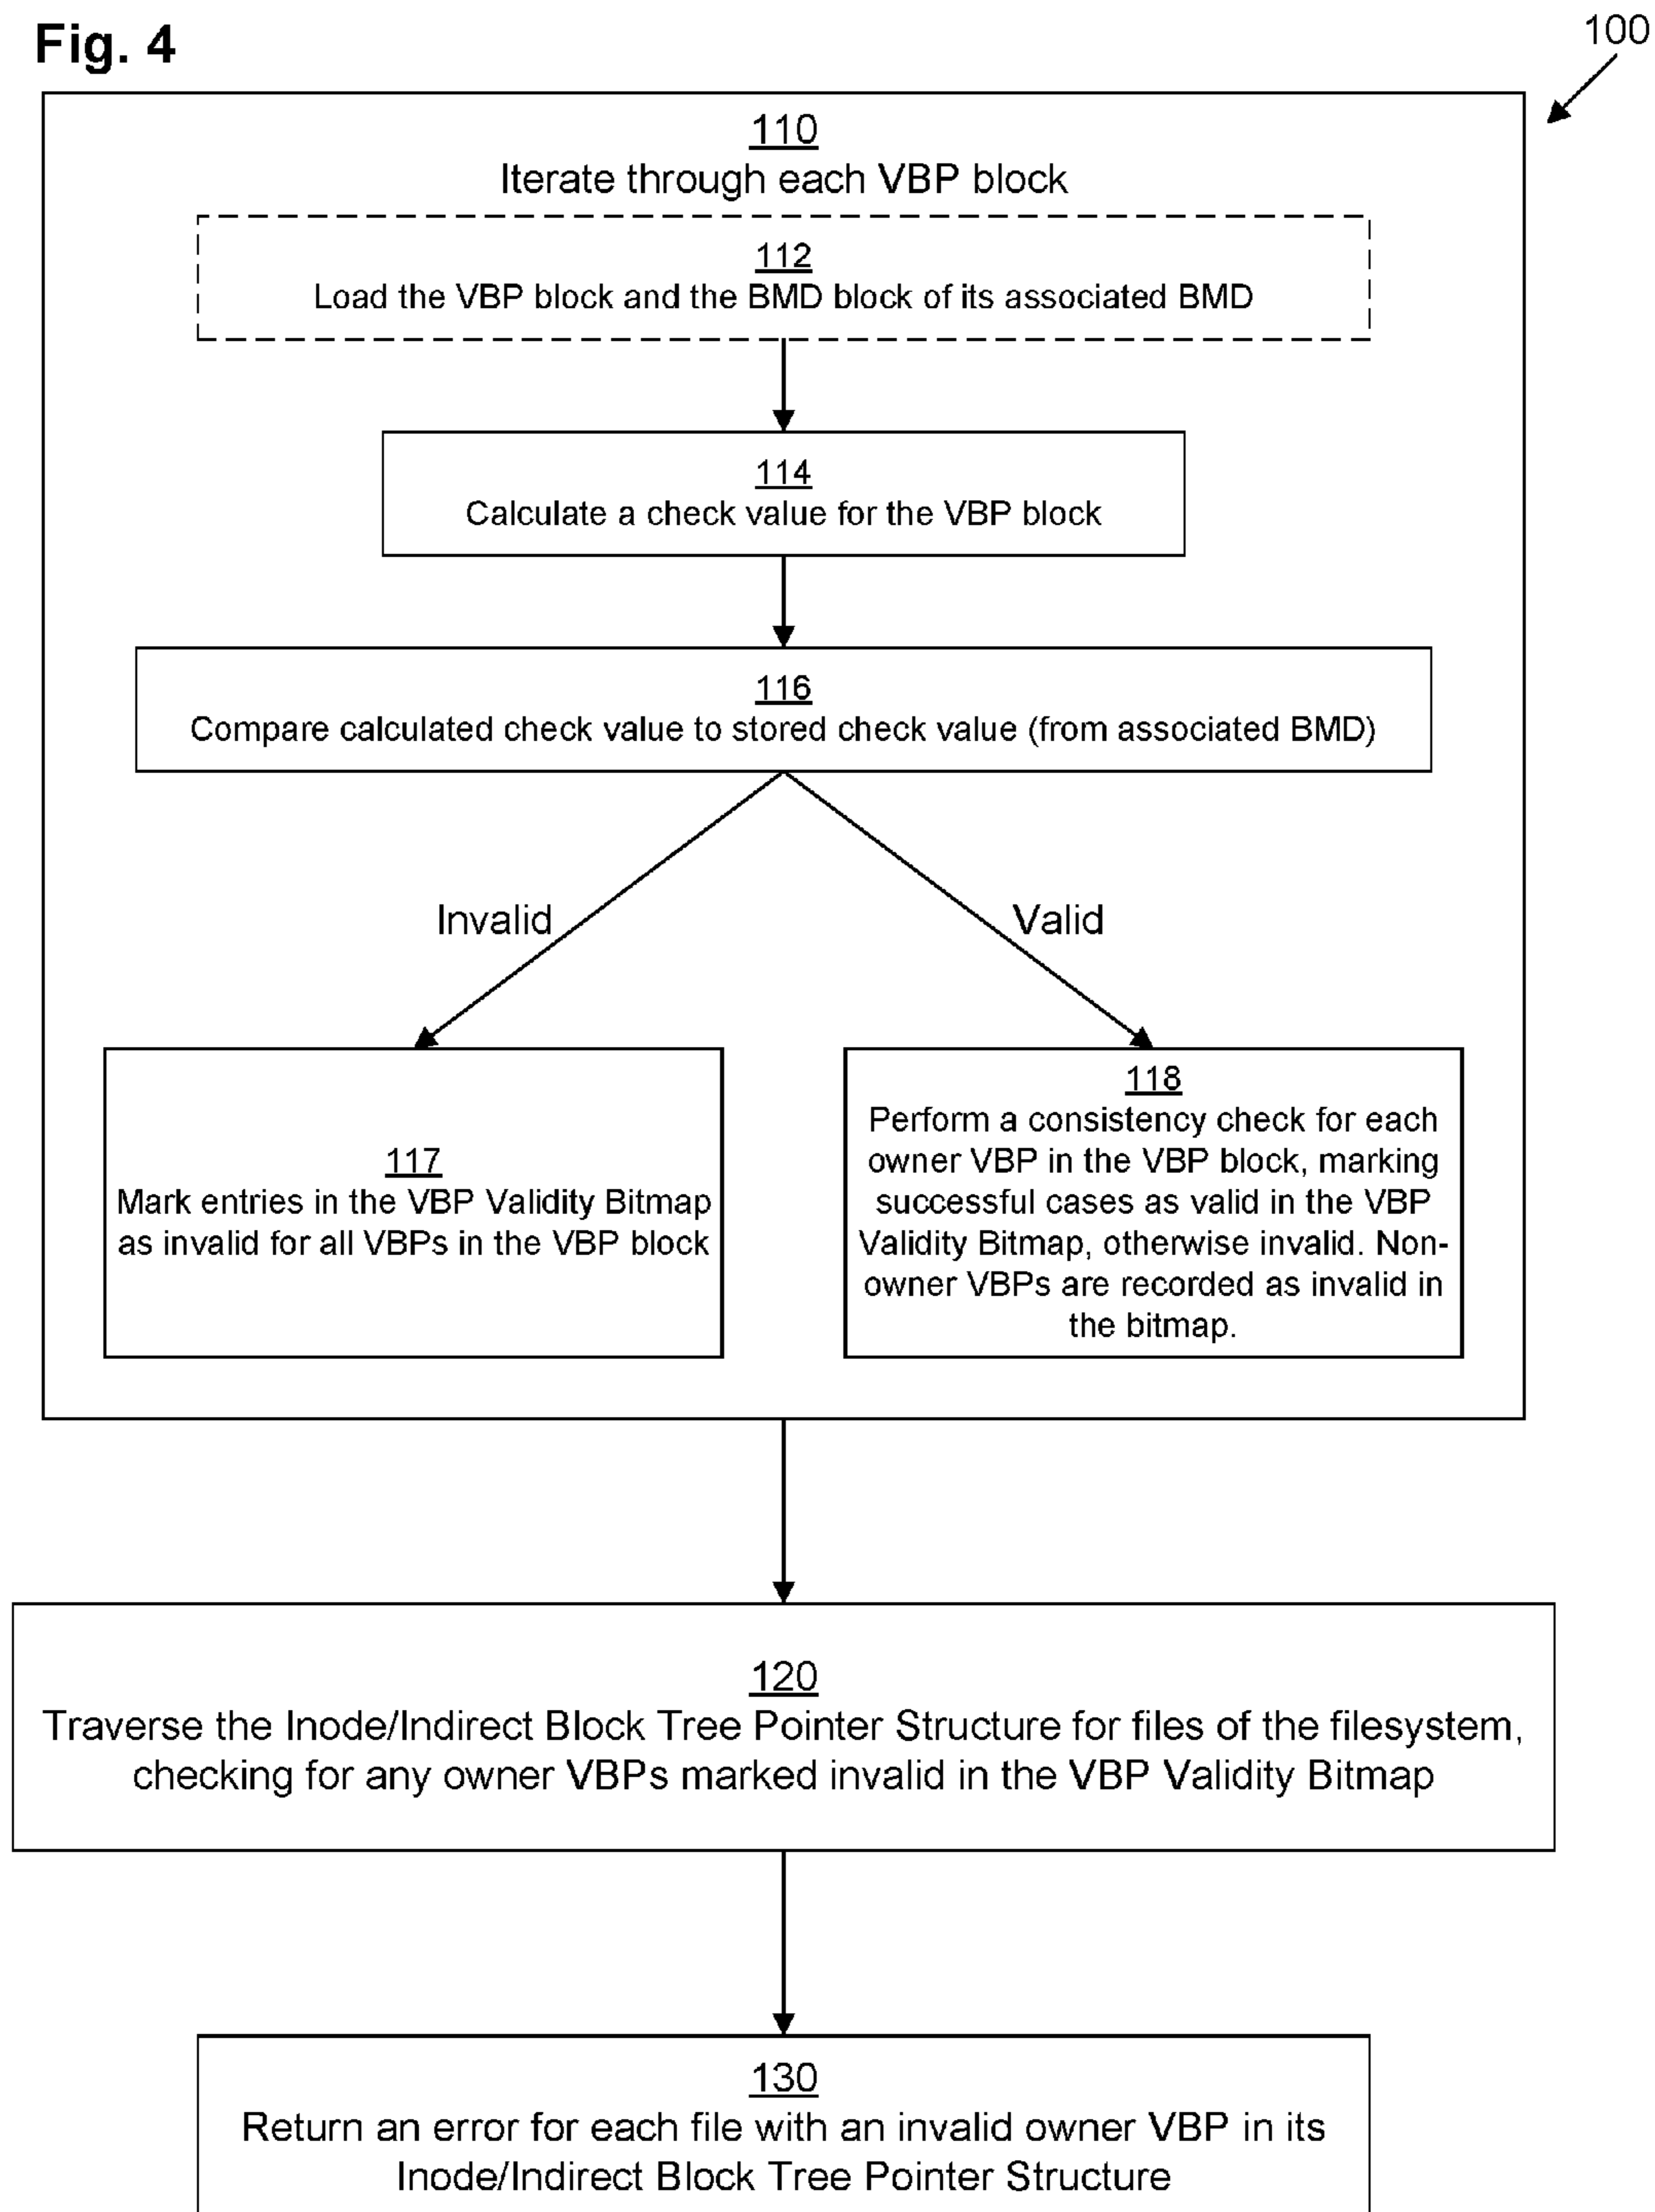 Fig. 4
100
110
Iterate through each VBP block
112
Load the VBP block and the BMD block of its associated BMD
114
Calculate a check value for the VBP block
116
Compare calculated check value to stored check value (from associated BMD)
Invalid
Valid
117
Mark entries in the VBP Validity Bitmap
as invalid for all VBPs in the VBP block
118
Perform a consistency check for each
owner VBP in the VBP block, marking
successful cases as valid in the VBP
Validity Bitmap, otherwise invalid. Non-
owner VBPs are recorded as invalid in
the bitmap.
120
Traverse the Inode/Indirect Block Tree Pointer Structure for files of the filesystem,
checking for any owner VBPs marked invalid in the VBP Validity Bitmap
130
Return an error for each file with an invalid owner VBP in its
Inode/Indirect Block Tree Pointer Structure